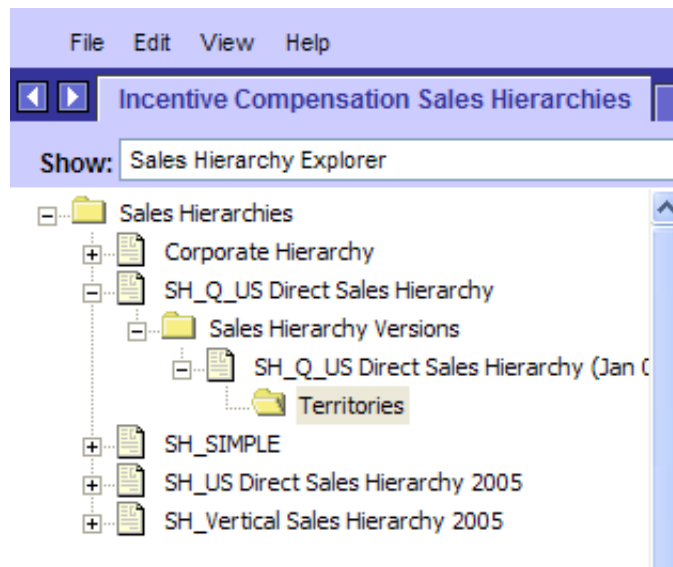 File Edit View Help
Incentive Compensation Sales Hierarchies
Show: Sales Hierarchy Explorer
Sales Hierarchies
Corporate Hierarchy
SH_Q_US Direct Sales Hierarchy
Sales Hierarchy Versions
SH_Q_US Direct Sales Hierarchy (Jan
Territories
SH_SIMPLE
SH_US Direct Sales Hierarchy 2005
SH_Vertical Sales Hierarchy 2005